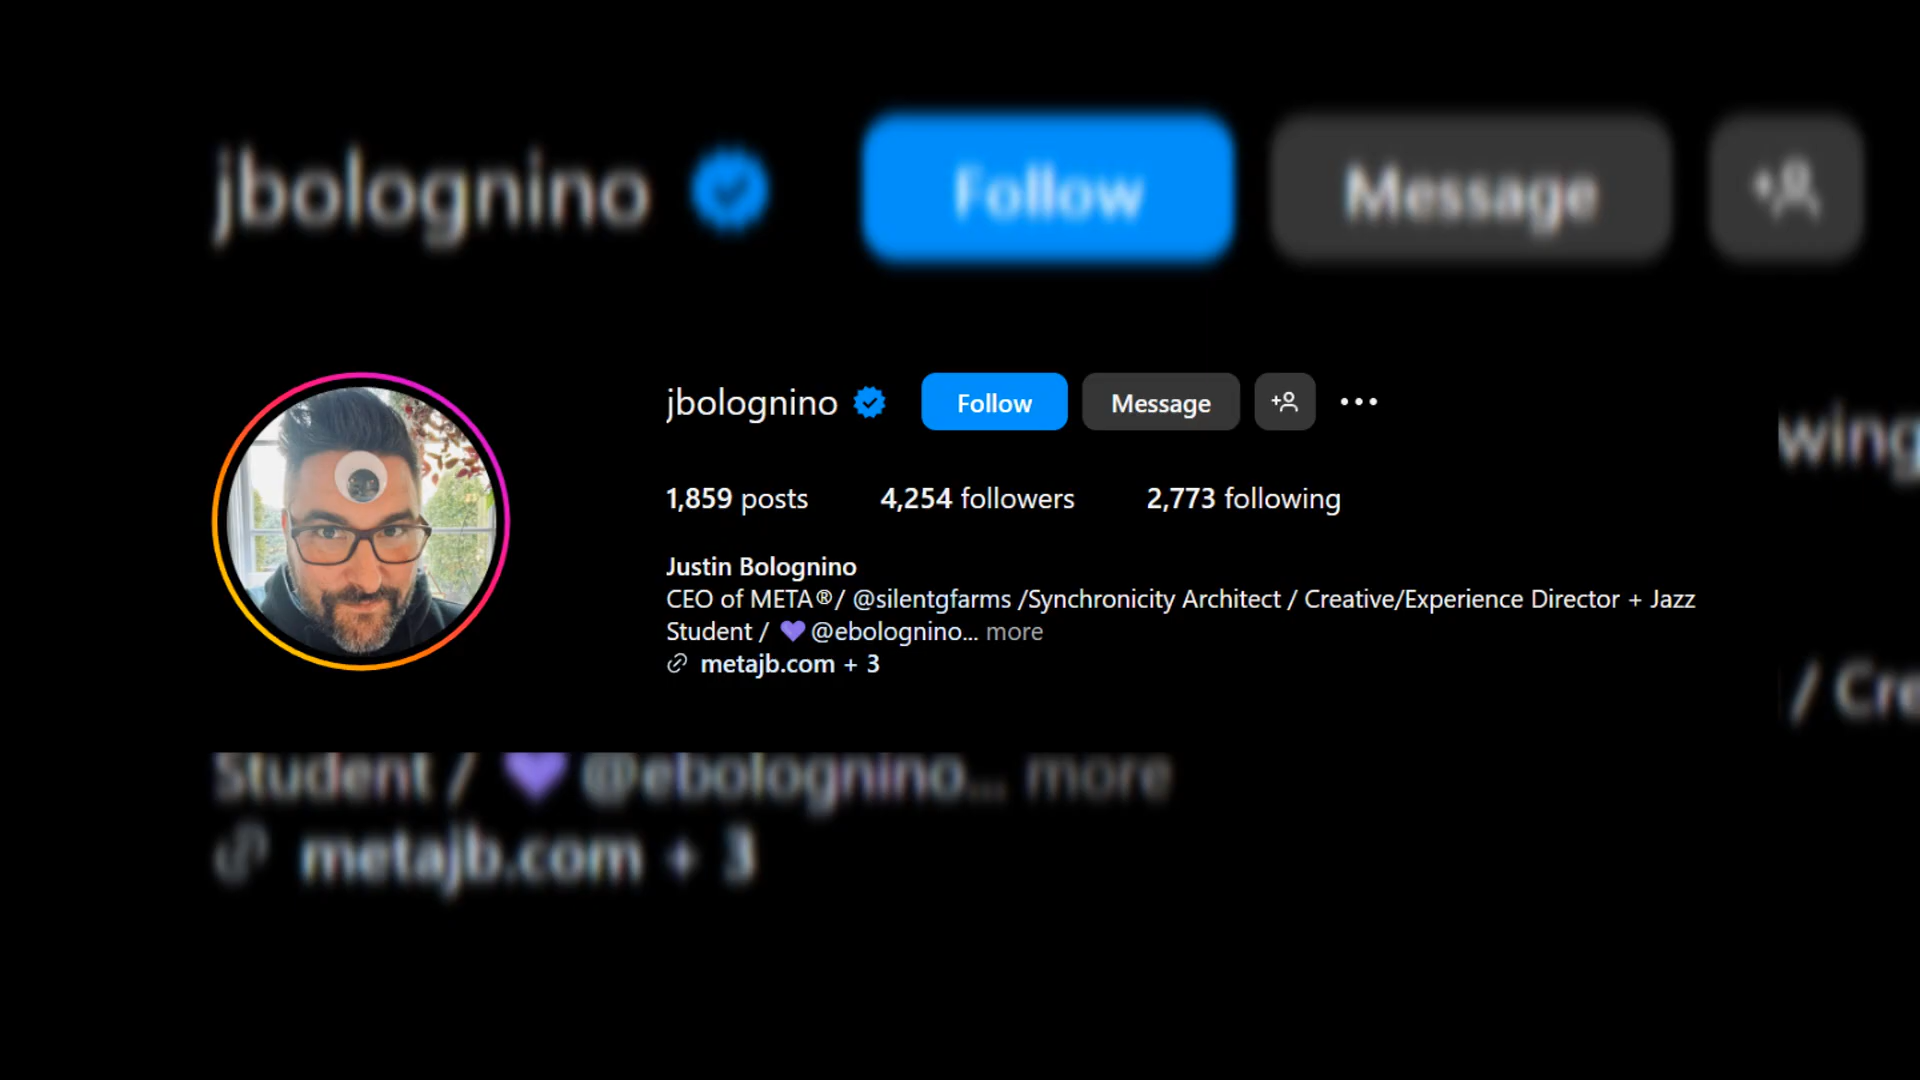 jbolognino Follow Message
jbolognino Follow Message
wing
1,859 posts 4,254 followers 2,773 following
Justin Bolognino
CEO of META®/ @silentgfarms /Synchronicity Architect / Creative/Experience Director + Jazz
Student / 💜@ebolognino... more
metajb.com + 3
/ Cre
Student / 💜@ebolognino... more
metajb.com + 3